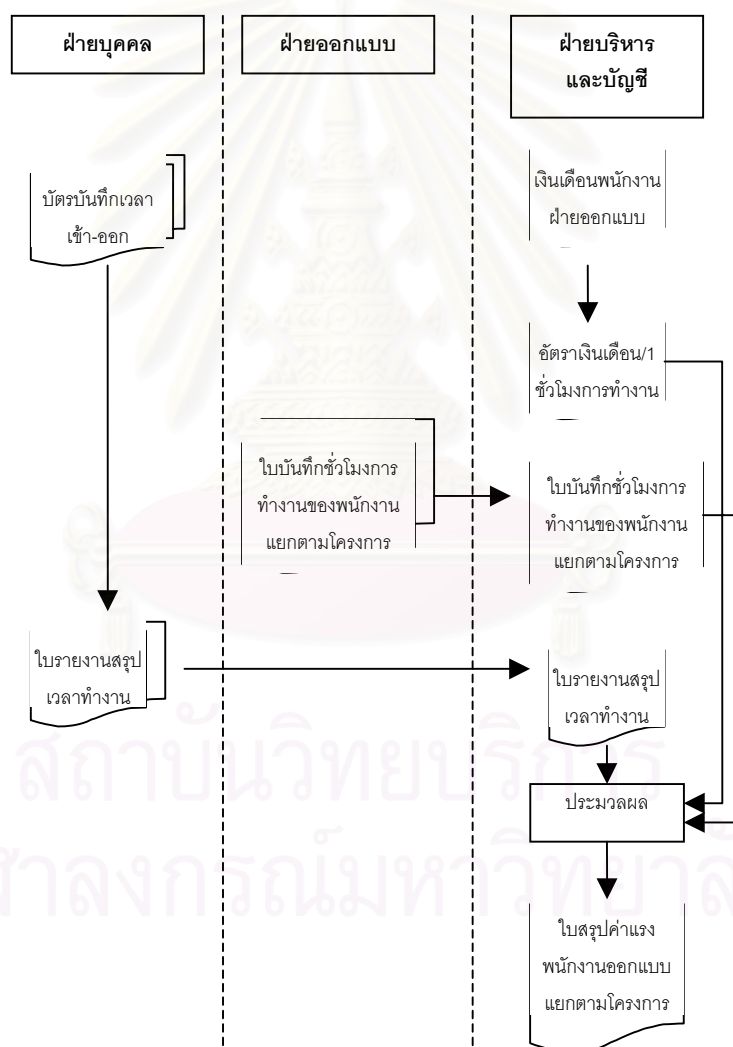 ฝ่ายบุคคล
ฝ่ายออกแบบ
ฝ่ายบริหาร
และบัญชี
บัตรบันทึกเวลา
เข้า-ออก
เงินเดือนพนักงาน
ฝ่ายออกแบบ
อัตราเงินเดือน/1
ชั่วโมงการทำงาน
ใบบันทึกชั่วโมงการ
ทำงานของพนักงาน
แยกตามโครงการ
ใบบันทึกชั่วโมงการ
ทำงานของพนักงาน
แยกตามโครงการ
ใบรายงานสรุป
เวลาทำงาน
ใบรายงานสรุป
เวลาทำงาน
ประมวลผล
ใบสรุปค่าแรง
พนักงานออกแบบ
แยกตามโครงการ
สถาบันวิทยบริการ